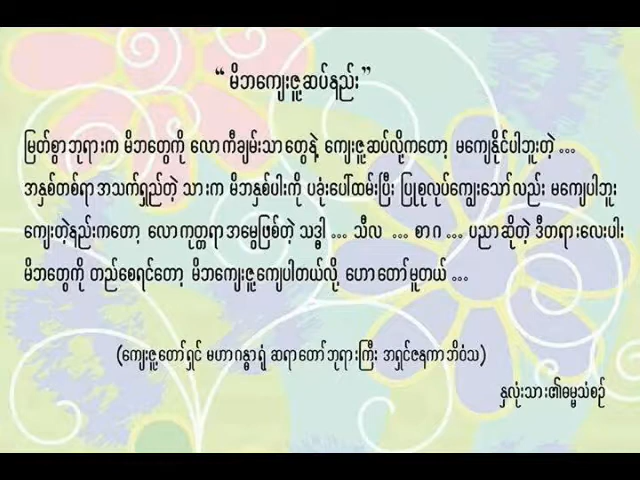 “ မိဘကျေးဇူးဆပ်နည်း”
မြတ်စွာဘုရားက မိဘတွေကို လောကီချမ်းသာတွေနဲ့ ကျေးဇူးဆပ်လို့ကတော့ မကျေနိုင်ပါဘူးတဲ့ ...
အနှစ်တစ်ရာအသက်ရှည်တဲ့ သားက မိဘနှစ်ပါးကို ပခုံးပေါ်ထမ်းပြီး ပြုစုလုပ်ကျွေးသော်လည်း မကျေပါဘူး
ကျေးတဲ့နည်းကတော့ လောကုတ္တရာအမွေဖြစ်တဲ့ သဒ္ဓါ ... သီလ ... စာဂ ... ပညာဆိုတဲ့ ဒီတရားလေးပါး
မိဘတွေကို တည်စေရင်တော့ မိဘကျေးဇူးကျေပါတယ်လို့ ဟောတော်မူတယ် ...
(ကျေးဇူးတော်ရှင် မဟာဂန္ဓာရုံ ဆရာတော်ဘုရားကြီး အရှင်ဇနကာဘိဝံသ)
နှလုံးသား၏ဓမ္မသံစဉ်